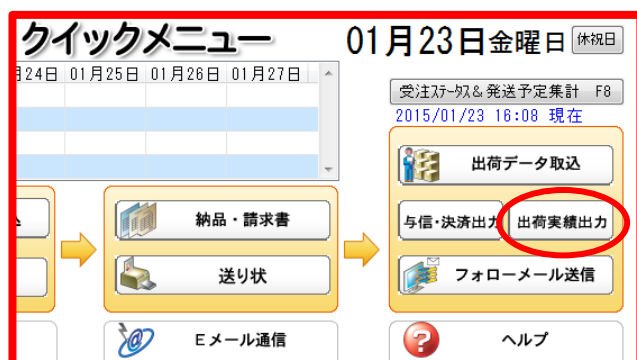 クイックメニュー
01月23日金曜日
休祝日
月24日 01月25日 01月26日 01月27日
受注ステータス&発送予定集計 F8
2015/01/23 16:08 現在
出荷データ取込
納品・請求書
与信・決済出力
出荷実績出力
送り状
フォローメール送信
Eメール通信
ヘルプ